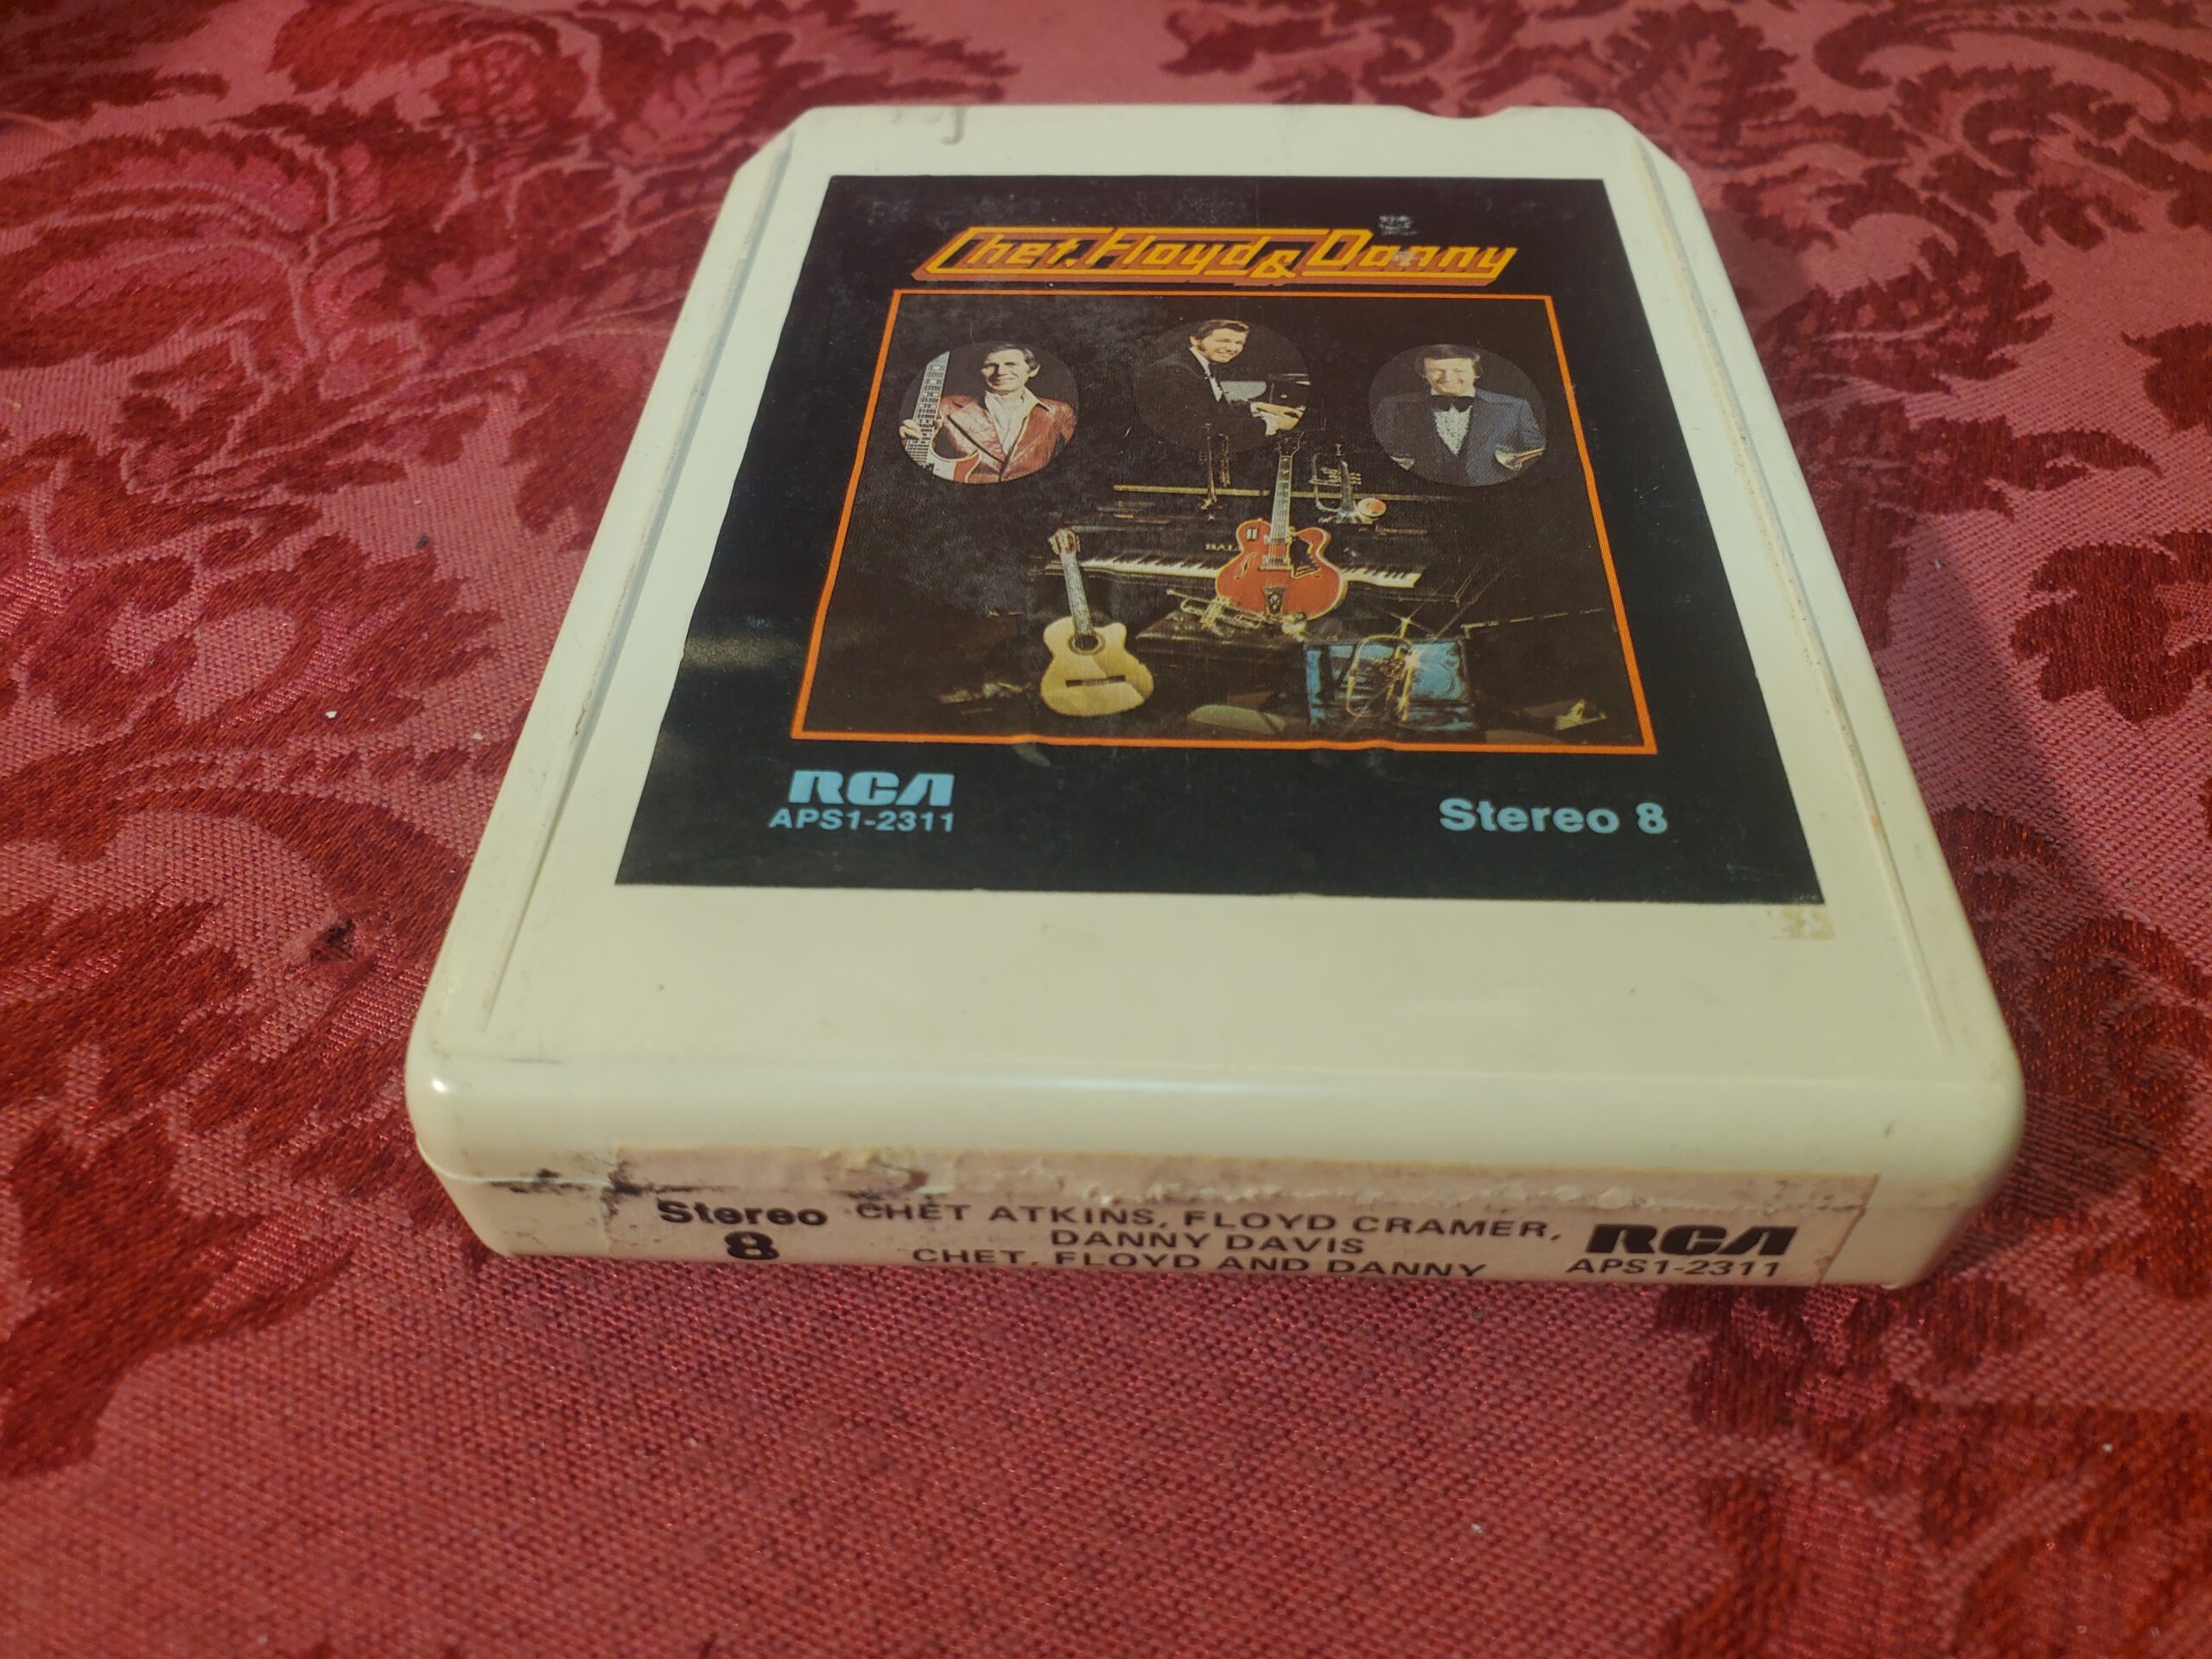 Chet, Floyd & Danny
RCA
APS1-2311
Stereo 8
Stereo
8
CHET ATKINS, FLOYD CRAMER,
DANNY DAVIS
CHET, FLOYD AND DANNY
RCA
APS1-2311